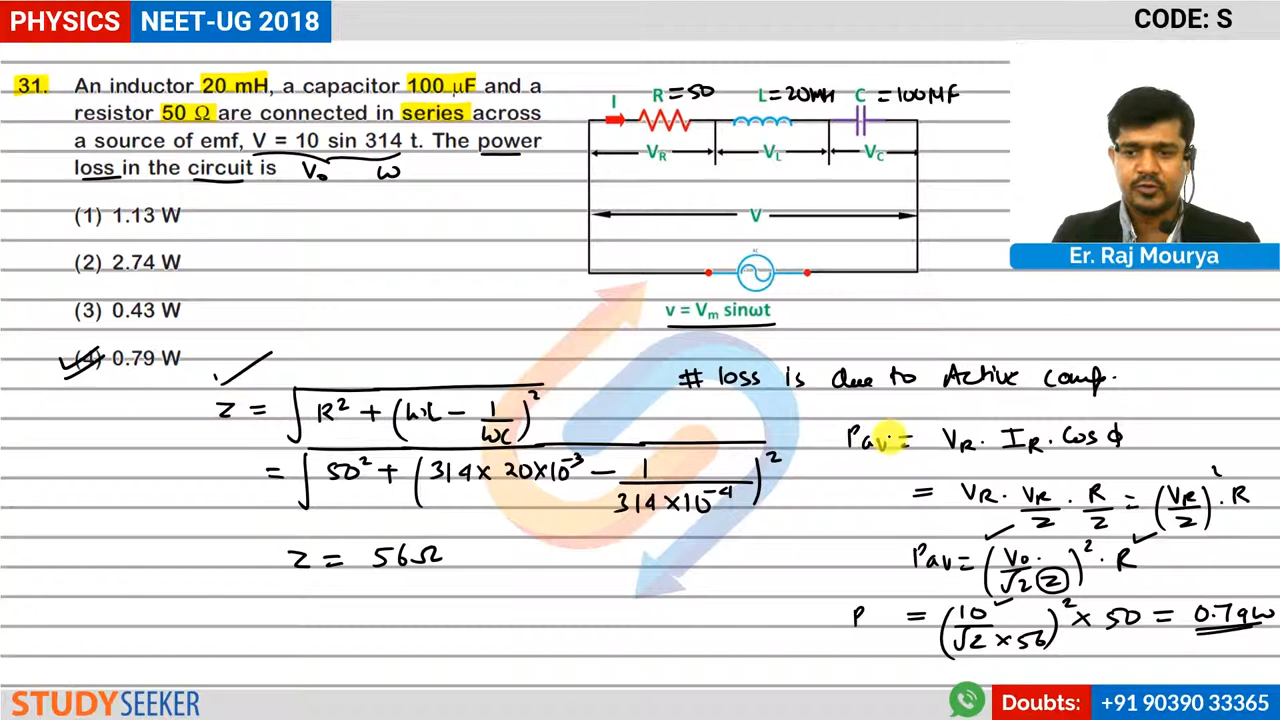 PHYSICS NEET-UG 2018
CODE: S
31. An inductor 20 mH, a capacitor 100 μF and a
resistor 50 Ω are connected in series across
a source of emf, V = 10 sin 314 t. The power
loss in the circuit is
V₀ ω
(1) 1.13 W
(2) 2.74 W
(3) 0.43 W
(4) 0.79 W
I R = 50 L = 20mH C = 100μF
V_R V_L V_C
V
AC
v = V_m sinωt
Er. Raj Mourya
# loss is due to Active comp.
Z = √(R² + (ωL − 1/ωC)²)
= √(50² + (314 × 20×10⁻³ − 1/(314×10⁻⁴))²)
Z = 56Ω
Pav = V_R. I_R. Cos ϕ
= V_R. V_R/Z . R/Z = (V_R/Z)². R
Pav = (V₀./√2 Z)². R
P = (10/(√2 × 56))² × 50 = 0.79W
STUDYSEEKER
Doubts: +91 90390 33365